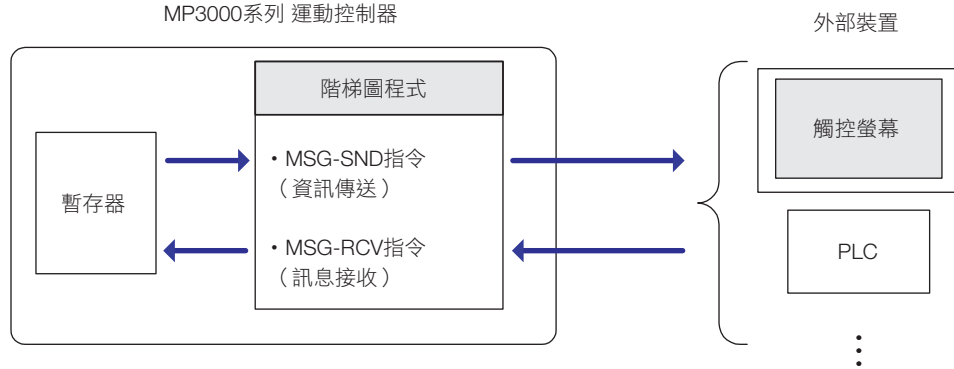 MP3000系列 運動控制器
外部裝置
階梯圖程式
觸控螢幕
・MSG-SND指令
（資訊傳送）
暫存器
・MSG-RCV指令
（訊息接收）
PLC